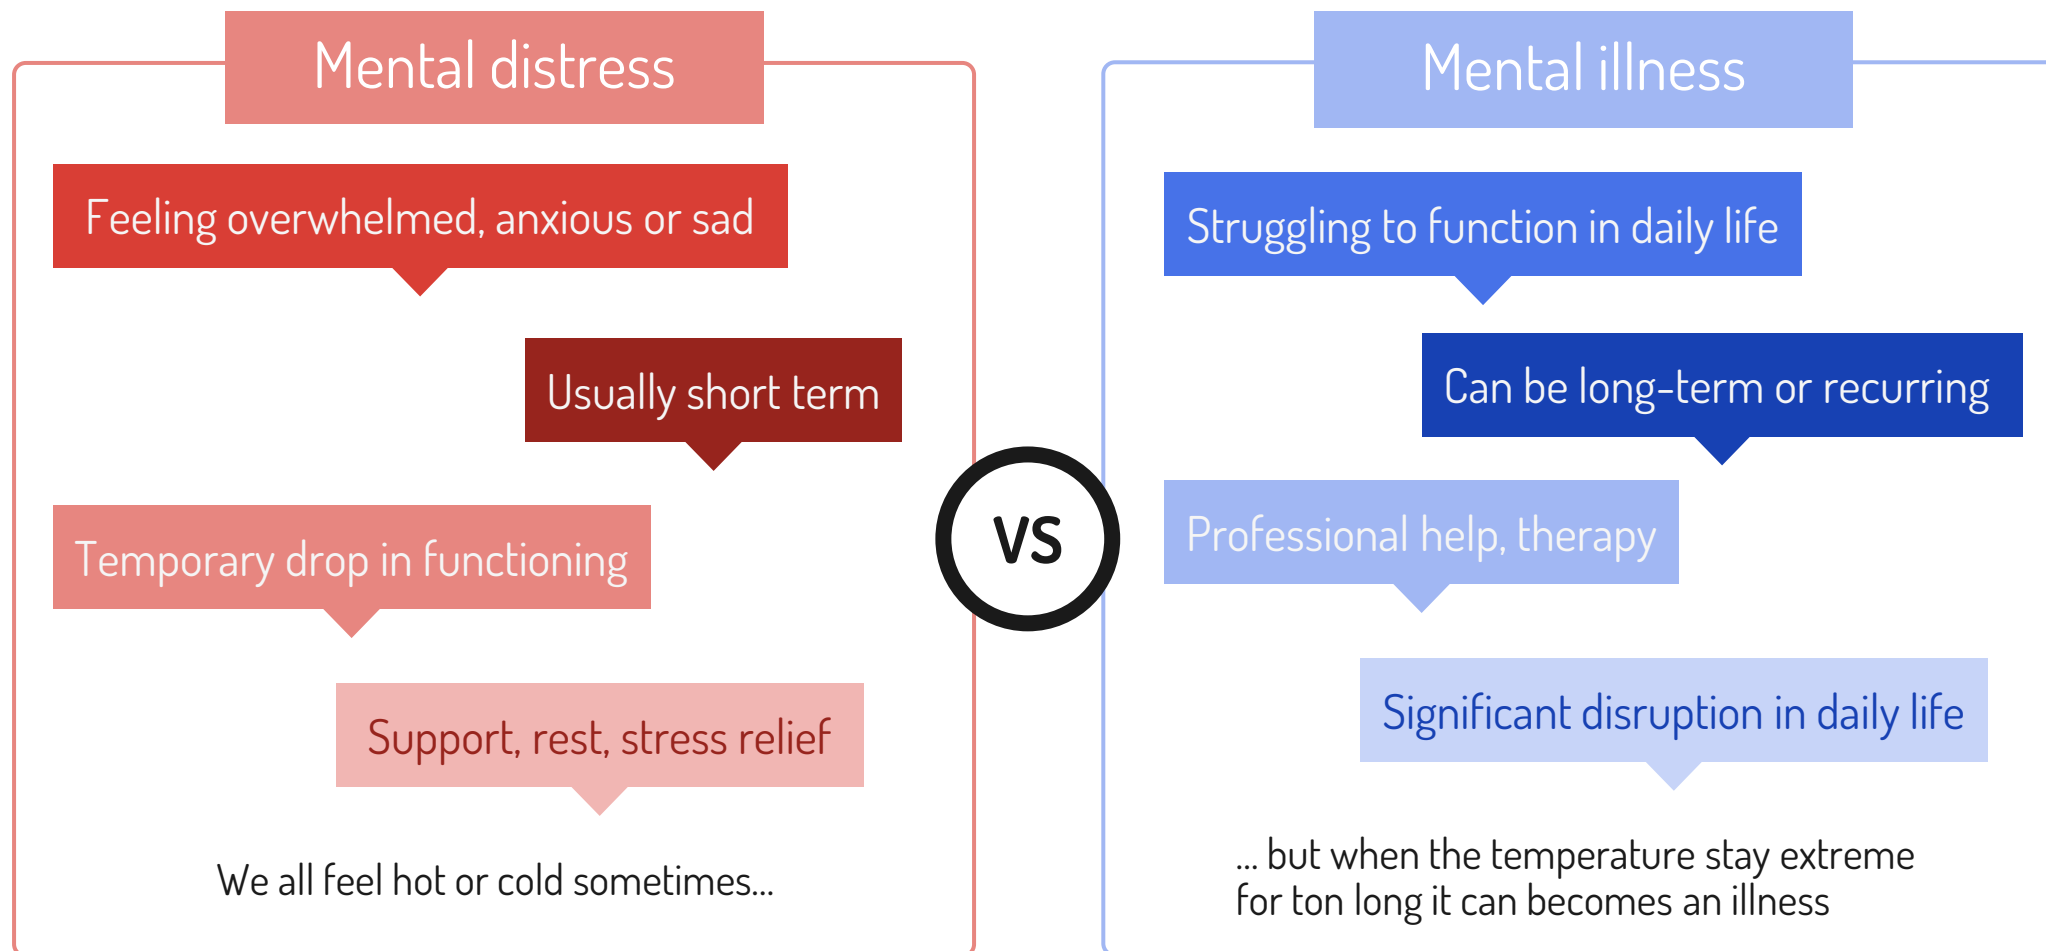 Mental distress
Feeling overwhelmed, anxious or sad
Usually short term
Temporary drop in functioning
Support, rest, stress relief
We all feel hot or cold sometimes...
VS
Mental illness
Struggling to function in daily life
Can be long-term or recurring
Professional help, therapy
Significant disruption in daily life
... but when the temperature stay extreme
for ton long it can becomes an illness